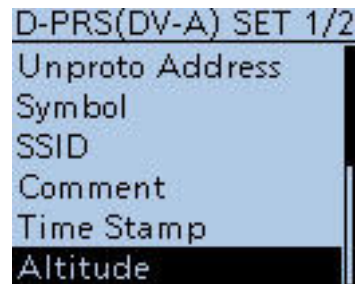 D-PRS(DV-A) SET 1/2
Unproto Address
Symbol
SSID
Comment
Time Stamp
Altitude